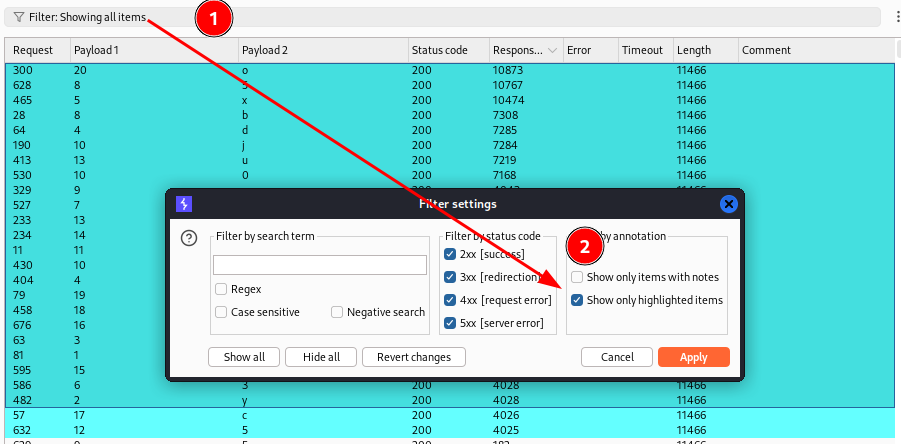 Filter: Showing all items
1
Request Payload 1 Payload 2 Status code Respons... Error Timeout Length Comment
300 20 o 200 10873 11466
628 8 5 200 10767 11466
465 5 x 200 10474 11466
28 8 b 200 7308 11466
64 4 d 200 7285 11466
190 10 j 200 7284 11466
413 13 u 200 7219 11466
530 10 0 200 7168 11466
329 9 11466
527 7
233 13
234 14
11 11
430 10
404 4
79 19
458 18
676 16
63 3
81 1
595 15
Filter settings
Filter by search term
Regex
Case sensitive
Negative search
Filter by status code
2xx [success]
3xx [redirection]
4xx [request error]
5xx [server error]
2
by annotation
Show only items with notes
Show only highlighted items
Show all
Hide all
Revert changes
Cancel
Apply
586 6 3 200 4028 11466
482 2 y 200 4028 11466
57 17 c 200 4026 11466
632 12 5 200 4025 11466